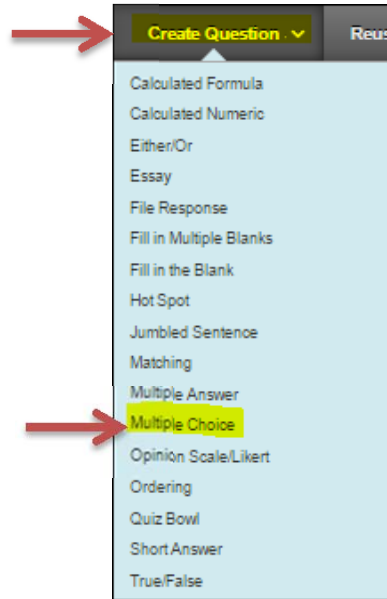 Create Question Reus
Calculated Formula
Calculated Numeric
Either/Or
Essay
File Response
Fill in Multiple Blanks
Fill in the Blank
Hot Spot
Jumbled Sentence
Matching
Multiple Answer
Multiple Choice
Opinion Scale/Likert
Ordering
Quiz Bowl
Short Answer
True/False